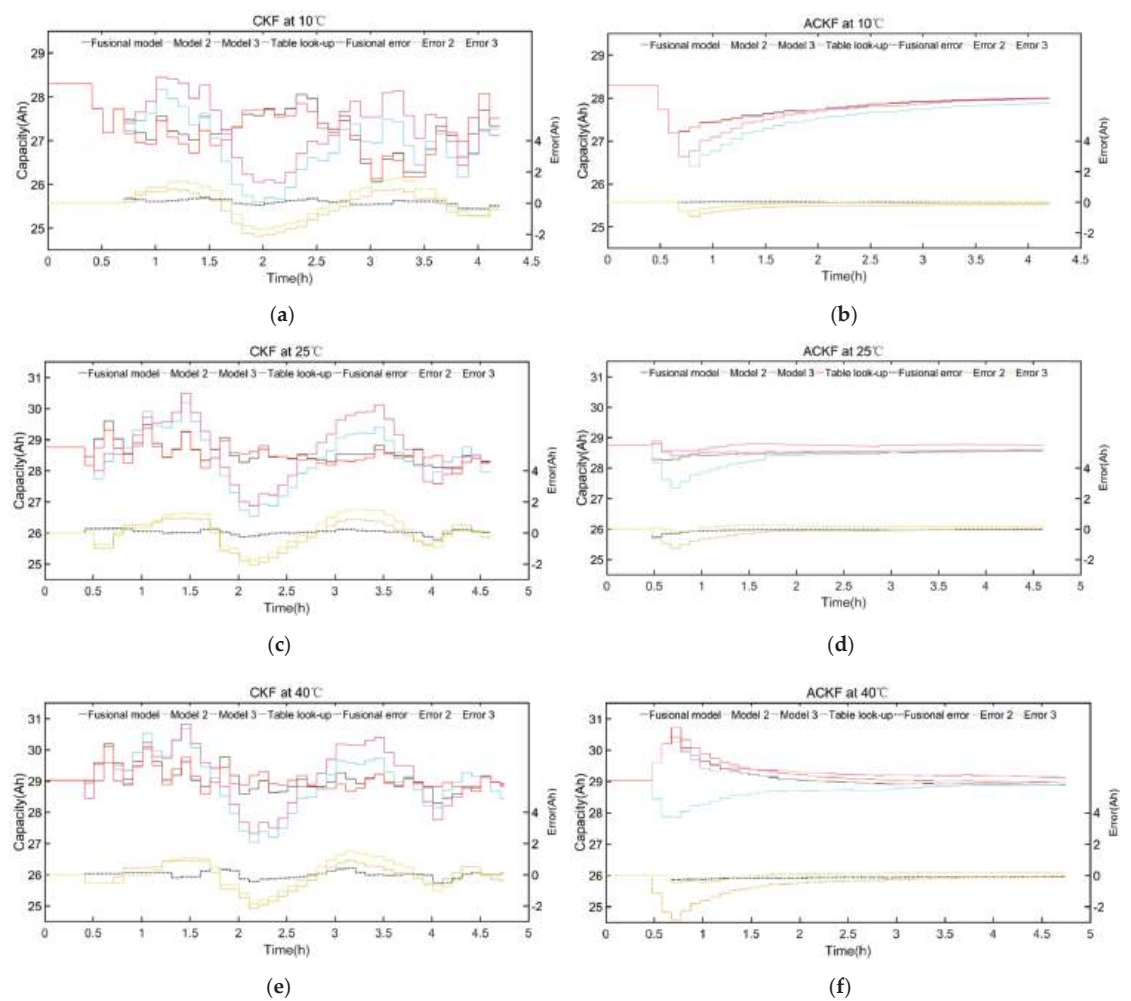 CKF at 10℃
Fusional model Model 2 Model 3 Table look-up Fusional error Error 2 Error 3
Capacity(Ah)
29
28
27
26
25
Error(Ah)
4
2
0
-2
0 0.5 1 1.5 2 2.5 3 3.5 4 4.5
Time(h)
(a)
ACKF at 10℃
Fusional model Model 2 Model 3 Table look-up Fusional error Error 2 Error 3
Capacity(Ah)
29
28
27
26
25
Error(Ah)
4
2
0
-2
0 0.5 1 1.5 2 2.5 3 3.5 4 4.5
Time(h)
(b)
CKF at 25℃
Fusional model Model 2 Model 3 Table look-up Fusional error Error 2 Error 3
Capacity(Ah)
31
30
29
28
27
26
25
Error(Ah)
4
2
0
-2
0 0.5 1 1.5 2 2.5 3 3.5 4 4.5 5
Time(h)
(c)
ACKF at 25℃
Fusional model Model 2 Model 3 Table look-up Fusional error Error 2 Error 3
Capacity(Ah)
31
30
29
28
27
26
25
Error(Ah)
4
2
0
-2
0 0.5 1 1.5 2 2.5 3 3.5 4 4.5 5
Time(h)
(d)
CKF at 40℃
Fusional model Model 2 Model 3 Table look-up Fusional error Error 2 Error 3
Capacity(Ah)
31
30
29
28
27
26
25
Error(Ah)
4
2
0
-2
0 0.5 1 1.5 2 2.5 3 3.5 4 4.5 5
Time(h)
(e)
ACKF at 40℃
Fusional model Model 2 Model 3 Table look-up Fusional error Error 2 Error 3
Capacity(Ah)
31
30
29
28
27
26
25
Error(Ah)
4
2
0
-2
0 0.5 1 1.5 2 2.5 3 3.5 4 4.5 5
Time(h)
(f)